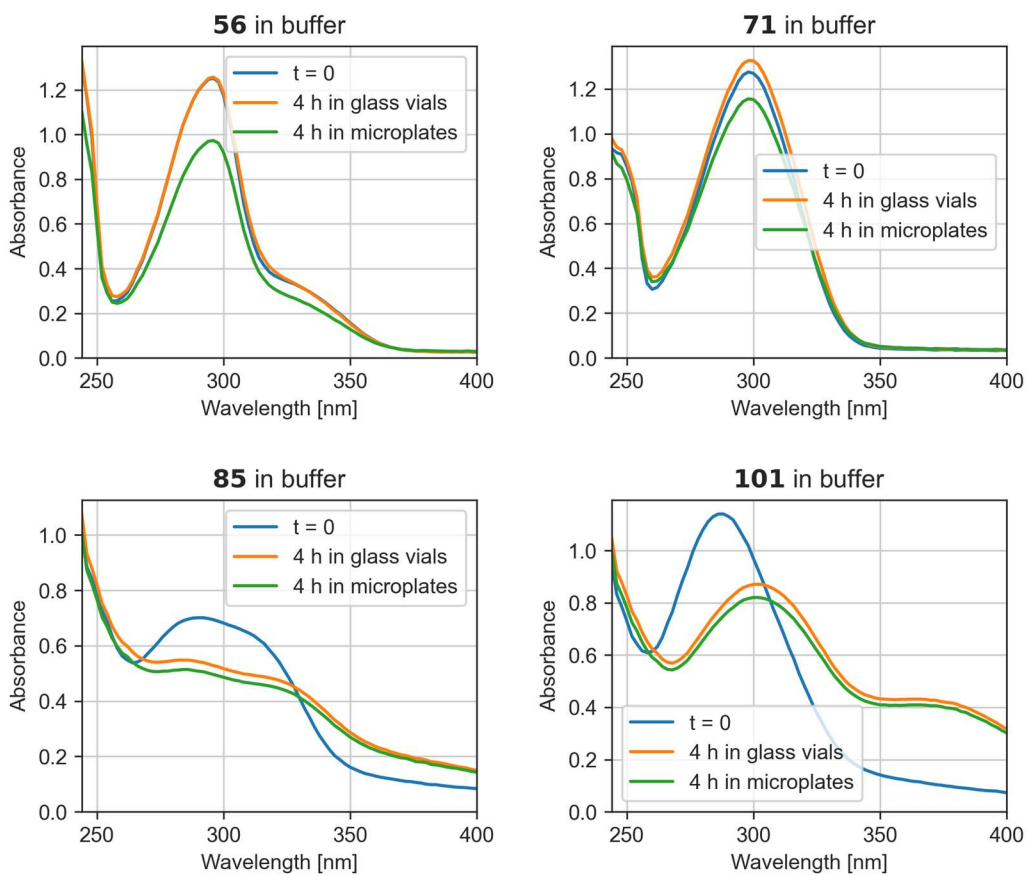 56 in buffer
t = 0
4 h in glass vials
4 h in microplates
Absorbance
1.2
1.0
0.8
0.6
0.4
0.2
0.0
250
300
350
400
Wavelength [nm]
71 in buffer
t = 0
4 h in glass vials
4 h in microplates
Absorbance
1.2
1.0
0.8
0.6
0.4
0.2
0.0
250
300
350
400
Wavelength [nm]
85 in buffer
t = 0
4 h in glass vials
4 h in microplates
Absorbance
1.0
0.8
0.6
0.4
0.2
0.0
250
300
350
400
Wavelength [nm]
101 in buffer
t = 0
4 h in glass vials
4 h in microplates
Absorbance
1.0
0.8
0.6
0.4
0.2
0.0
250
300
350
400
Wavelength [nm]